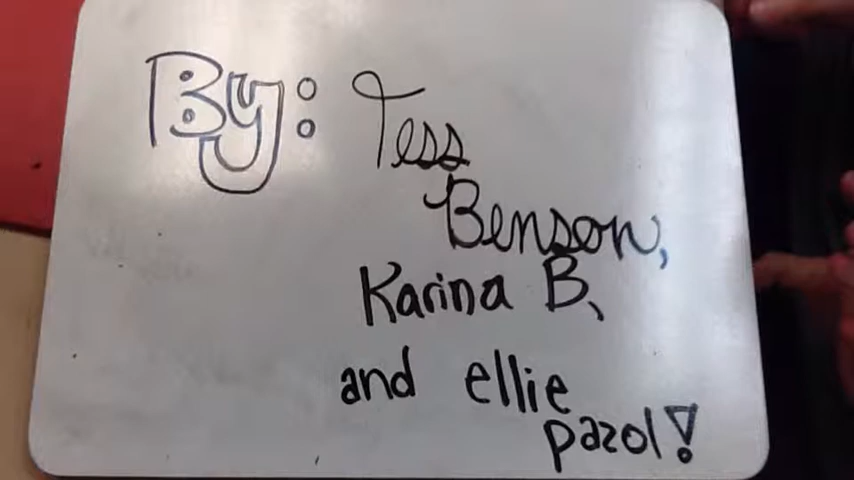 By: Tess
Benson,
Karina B,
and ellie
pazol!